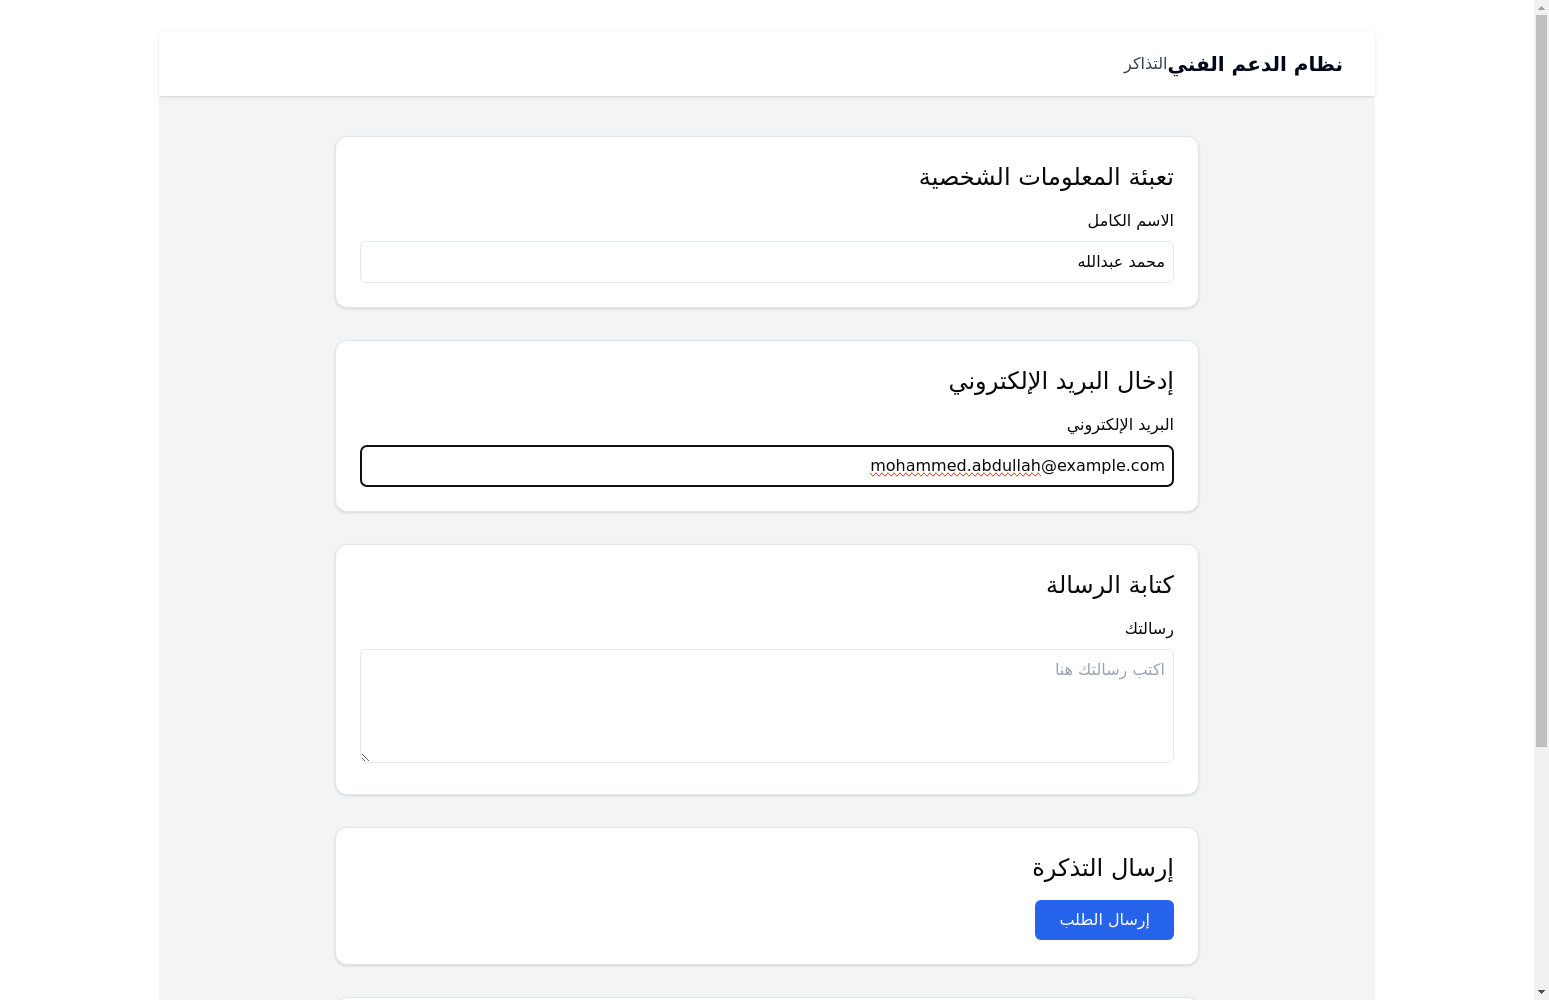 نظام الدعم الفني
التذاكر
تعبئة المعلومات الشخصية
الاسم الكامل
محمد عبدالله
إدخال البريد الإلكتروني
البريد الإلكتروني
mohammed.abdullah@example.com
كتابة الرسالة
رسالتك
اكتب رسالتك هنا
إرسال التذكرة
إرسال الطلب